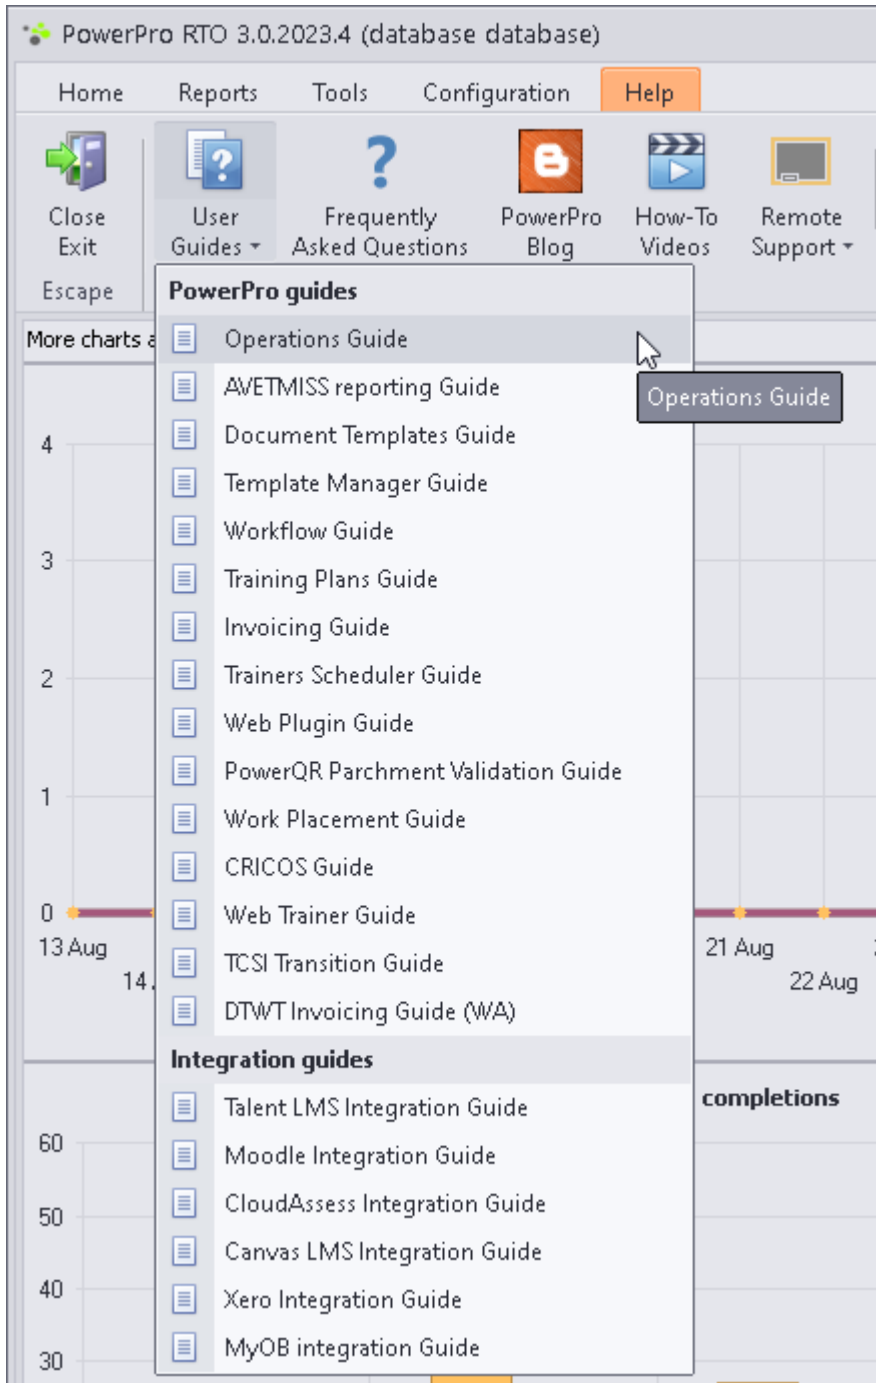 PowerPro RTO 3.0.2023.4 (database database)
Home Reports Tools Configuration Help
Close Exit
User Guides
Frequently Asked Questions
PowerPro Blog
How-To Videos
Remote Support
Escape
PowerPro guides
More charts
Operations Guide
Operations Guide
AVETMISS reporting Guide
Document Templates Guide
Template Manager Guide
Workflow Guide
Training Plans Guide
Invoicing Guide
Trainers Scheduler Guide
Web Plugin Guide
PowerQR Parchment Validation Guide
Work Placement Guide
CRICOS Guide
Web Trainer Guide
TCSI Transition Guide
DTWT Invoicing Guide (WA)
Integration guides
Talent LMS Integration Guide
Moodle Integration Guide
CloudAssess Integration Guide
Canvas LMS Integration Guide
Xero Integration Guide
MyOB integration Guide
4
3
2
1
0
13 Aug
14
21 Aug
22 Aug
completions
60
50
40
30